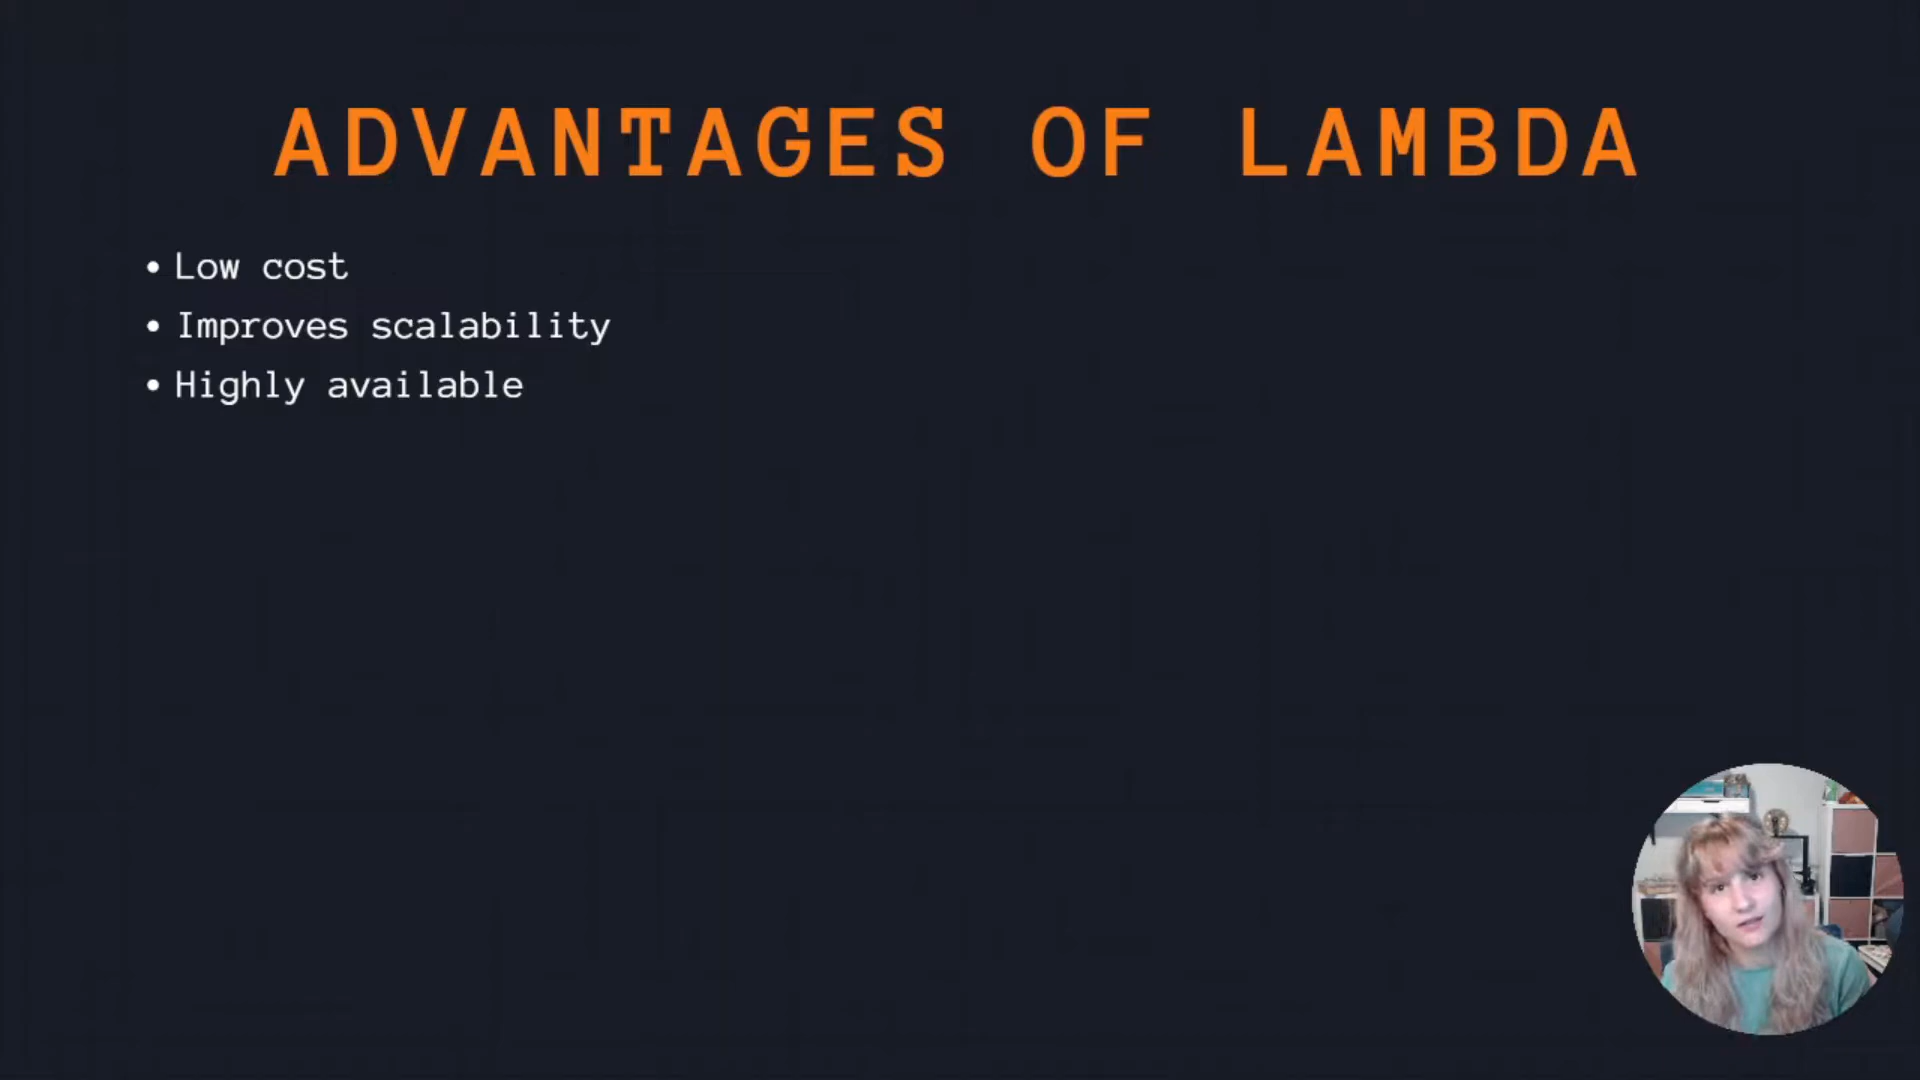 ADVANTAGES OF LAMBDA
• Low cost
• Improves scalability
• Highly available